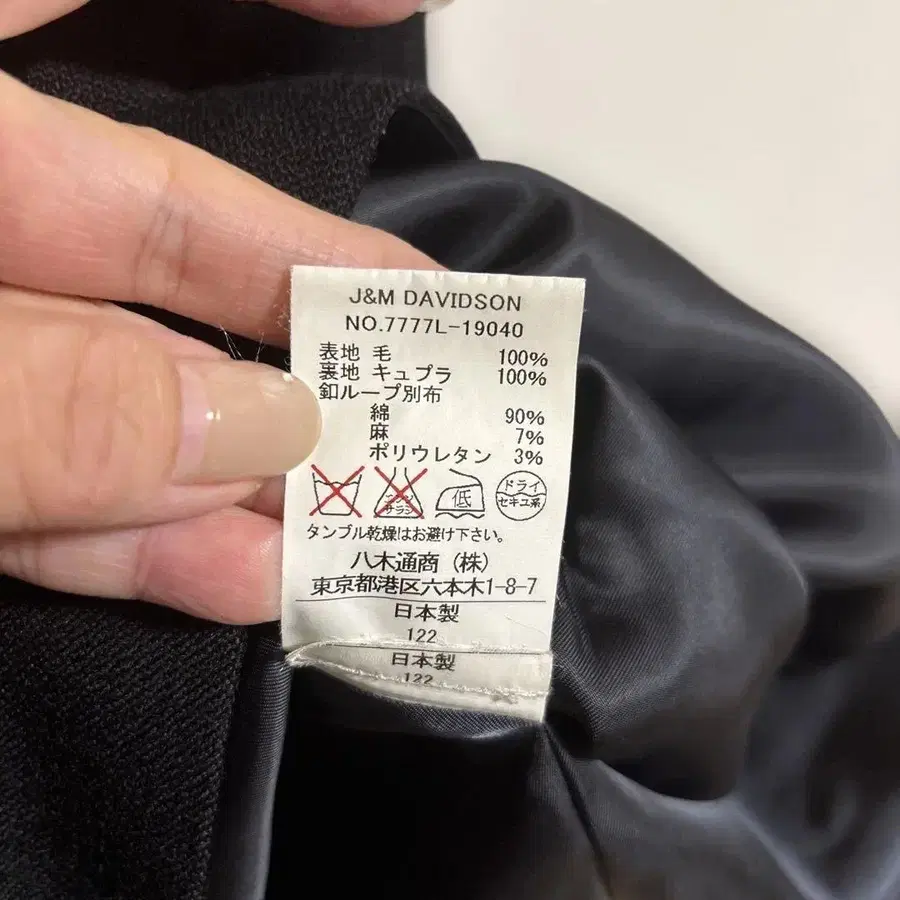 J&M DAVIDSON
NO.7777L-19040
表地 毛 100%
裏地 キュプラ 100%
釦ループ別布
綿 90%
麻 7%
ポリウレタン 3%
低
ドライ
セキユ系
タンブル乾燥はお避け下さい。
八木通商 (株)
東京都港区六本木1-8-7
日本製
122
日本製
122